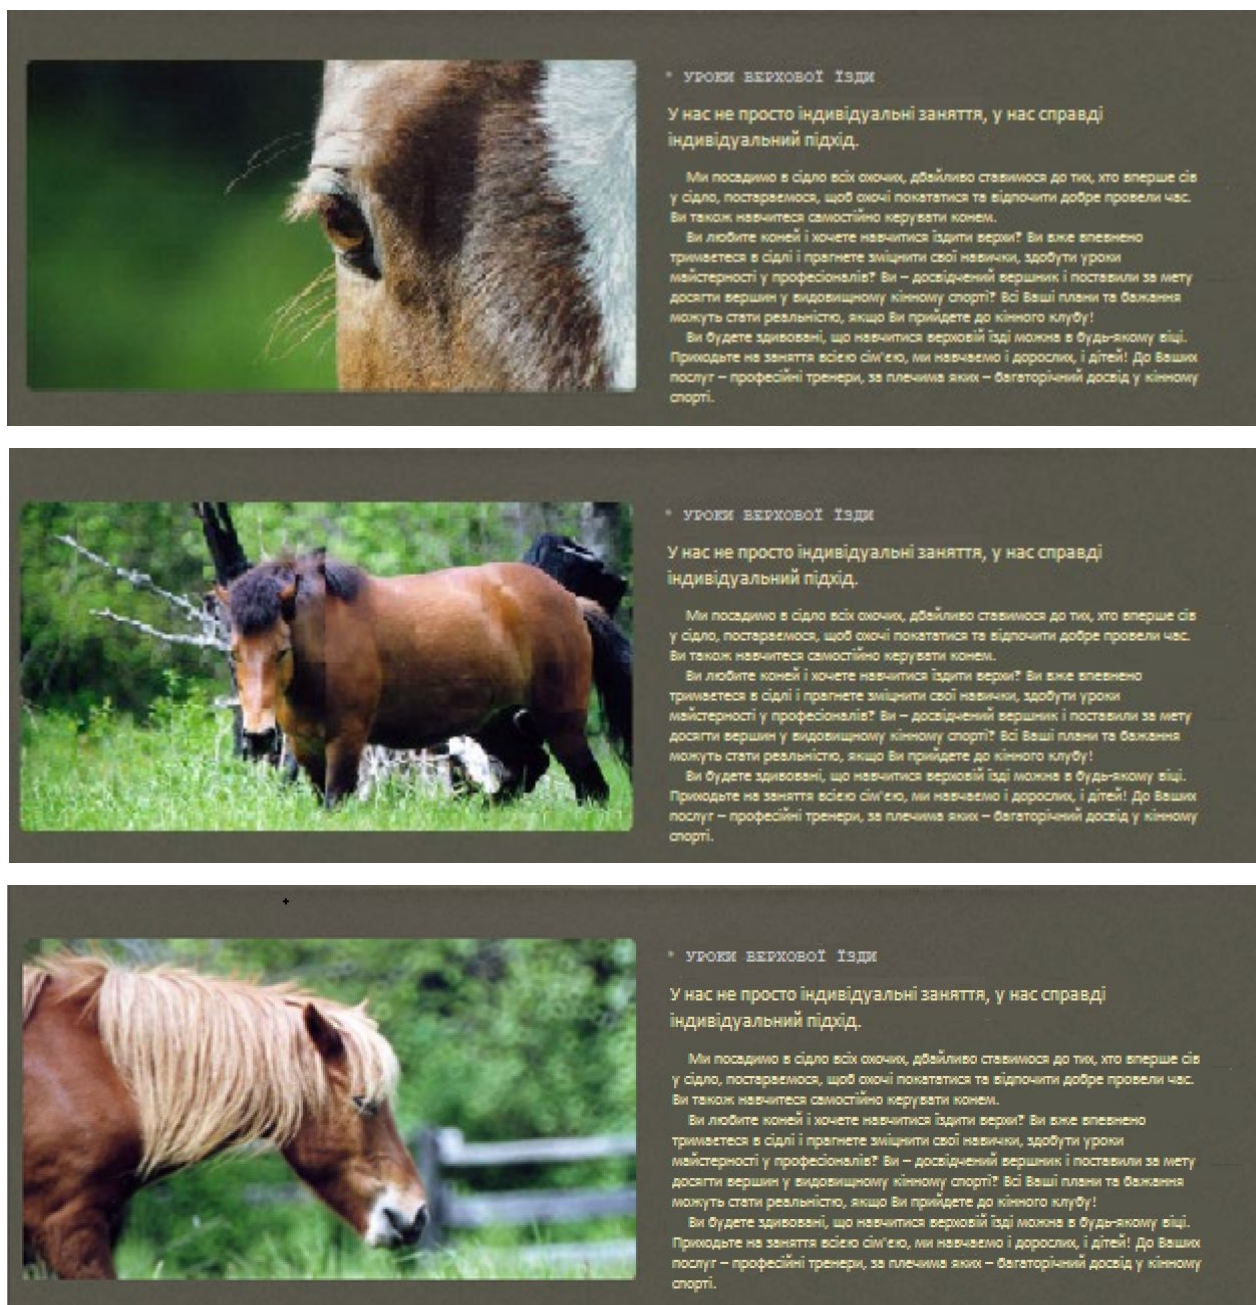 * УРОКИ ВЕРХОВОЇ ЇЗДИ
У нас не просто індивідуальні заняття, у нас справді
індивідуальний підхід.
Ми посадимо в сідло всіх охочих, дбайливо ставимося до тих, хто вперше сів
у сідло, постараємося, щоб охочі покататися та відпочити добре провели час.
Ви також навчитеся самостійно керувати конем.
Ви любите коней і хочете навчитися їздити верхи? Ви вже впевнено
тримаєтеся в сідлі і прагнете зміцнити свої навички, здобути уроки
майстерності у професіоналів? Ви – досвідчений вершник і поставили за мету
досягти вершин у видовищному кінному спорті? Всі Ваші плани та бажання
можуть стати реальністю, якщо Ви прийдете до кінного клубу!
Ви будете здивовані, що навчитися верховій їзді можна в будь-якому віці.
Приходьте на заняття всією сім'єю, ми навчаємо і дорослих, і дітей! До Ваших
послуг – професійні тренери, за плечима яких – багаторічний досвід у кінному
спорті.
* УРОКИ ВЕРХОВОЇ ЇЗДИ
У нас не просто індивідуальні заняття, у нас справді
індивідуальний підхід.
Ми посадимо в сідло всіх охочих, дбайливо ставимося до тих, хто вперше сів
у сідло, постараємося, щоб охочі покататися та відпочити добре провели час.
Ви також навчитеся самостійно керувати конем.
Ви любите коней і хочете навчитися їздити верхи? Ви вже впевнено
тримаєтеся в сідлі і прагнете зміцнити свої навички, здобути уроки
майстерності у професіоналів? Ви – досвідчений вершник і поставили за мету
досягти вершин у видовищному кінному спорті? Всі Ваші плани та бажання
можуть стати реальністю, якщо Ви прийдете до кінного клубу!
Ви будете здивовані, що навчитися верховій їзді можна в будь-якому віці.
Приходьте на заняття всією сім'єю, ми навчаємо і дорослих, і дітей! До Ваших
послуг – професійні тренери, за плечима яких – багаторічний досвід у кінному
спорті.
* УРОКИ ВЕРХОВОЇ ЇЗДИ
У нас не просто індивідуальні заняття, у нас справді
індивідуальний підхід.
Ми посадимо в сідло всіх охочих, дбайливо ставимося до тих, хто вперше сів
у сідло, постараємося, щоб охочі покататися та відпочити добре провели час.
Ви також навчитеся самостійно керувати конем.
Ви любите коней і хочете навчитися їздити верхи? Ви вже впевнено
тримаєтеся в сідлі і прагнете зміцнити свої навички, здобути уроки
майстерності у професіоналів? Ви – досвідчений вершник і поставили за мету
досягти вершин у видовищному кінному спорті? Всі Ваші плани та бажання
можуть стати реальністю, якщо Ви прийдете до кінного клубу!
Ви будете здивовані, що навчитися верховій їзді можна в будь-якому віці.
Приходьте на заняття всією сім'єю, ми навчаємо і дорослих, і дітей! До Ваших
послуг – професійні тренери, за плечима яких – багаторічний досвід у кінному
спорті.